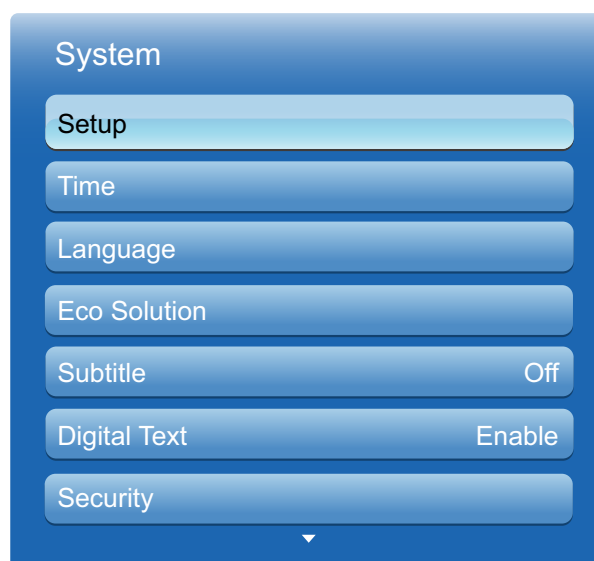 System
Setup
Time
Language
Eco Solution
Subtitle Off
Digital Text Enable
Security